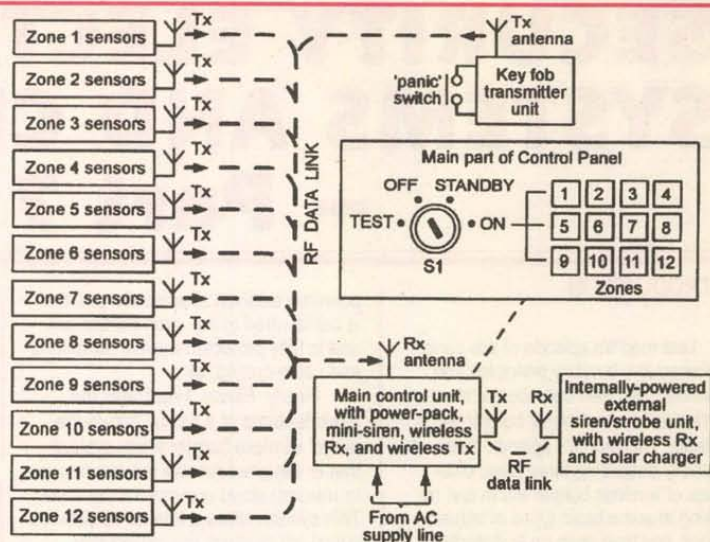 Zone 1 sensors
Tx
Zone 2 sensors
Tx
Zone 3 sensors
Tx
Zone 4 sensors
Tx
Zone 5 sensors
Tx
Zone 6 sensors
Tx
Zone 7 sensors
Tx
Zone 8 sensors
Tx
Zone 9 sensors
Tx
Zone 10 sensors
Tx
Zone 11 sensors
Tx
Zone 12 sensors
Tx
RF DATA LINK
Tx
antenna
'panic'
switch
Key fob
transmitter
unit
Main part of Control Panel
OFF STANDBY
TEST
ON
S1
1 2 3 4
5 6 7 8
9 10 11 12
Zones
Rx
antenna
Main control unit,
with power-pack,
mini-siren, wireless
Rx, and wireless Tx
Tx
Rx
RF
data link
Internally-powered
external
siren/strobe unit,
with wireless Rx
and solar charger
From AC
supply line